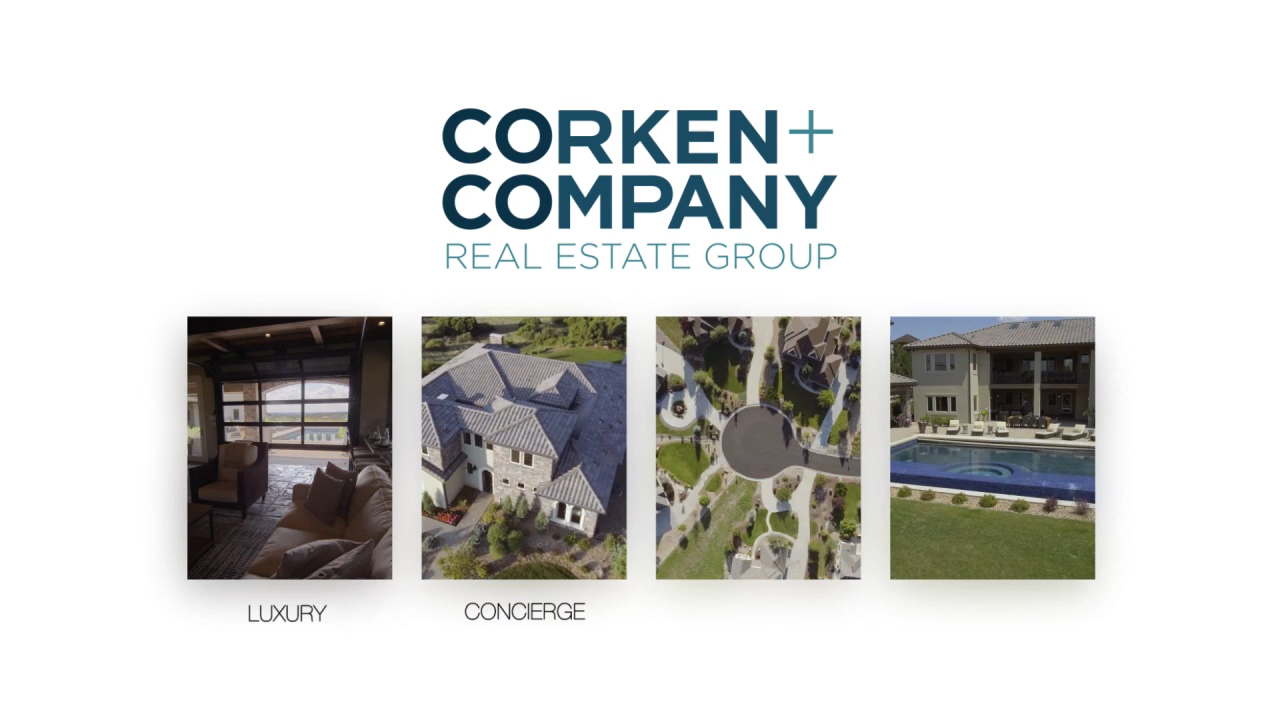 CORKEN+
COMPANY
REAL ESTATE GROUP
LUXURY
CONCIERGE